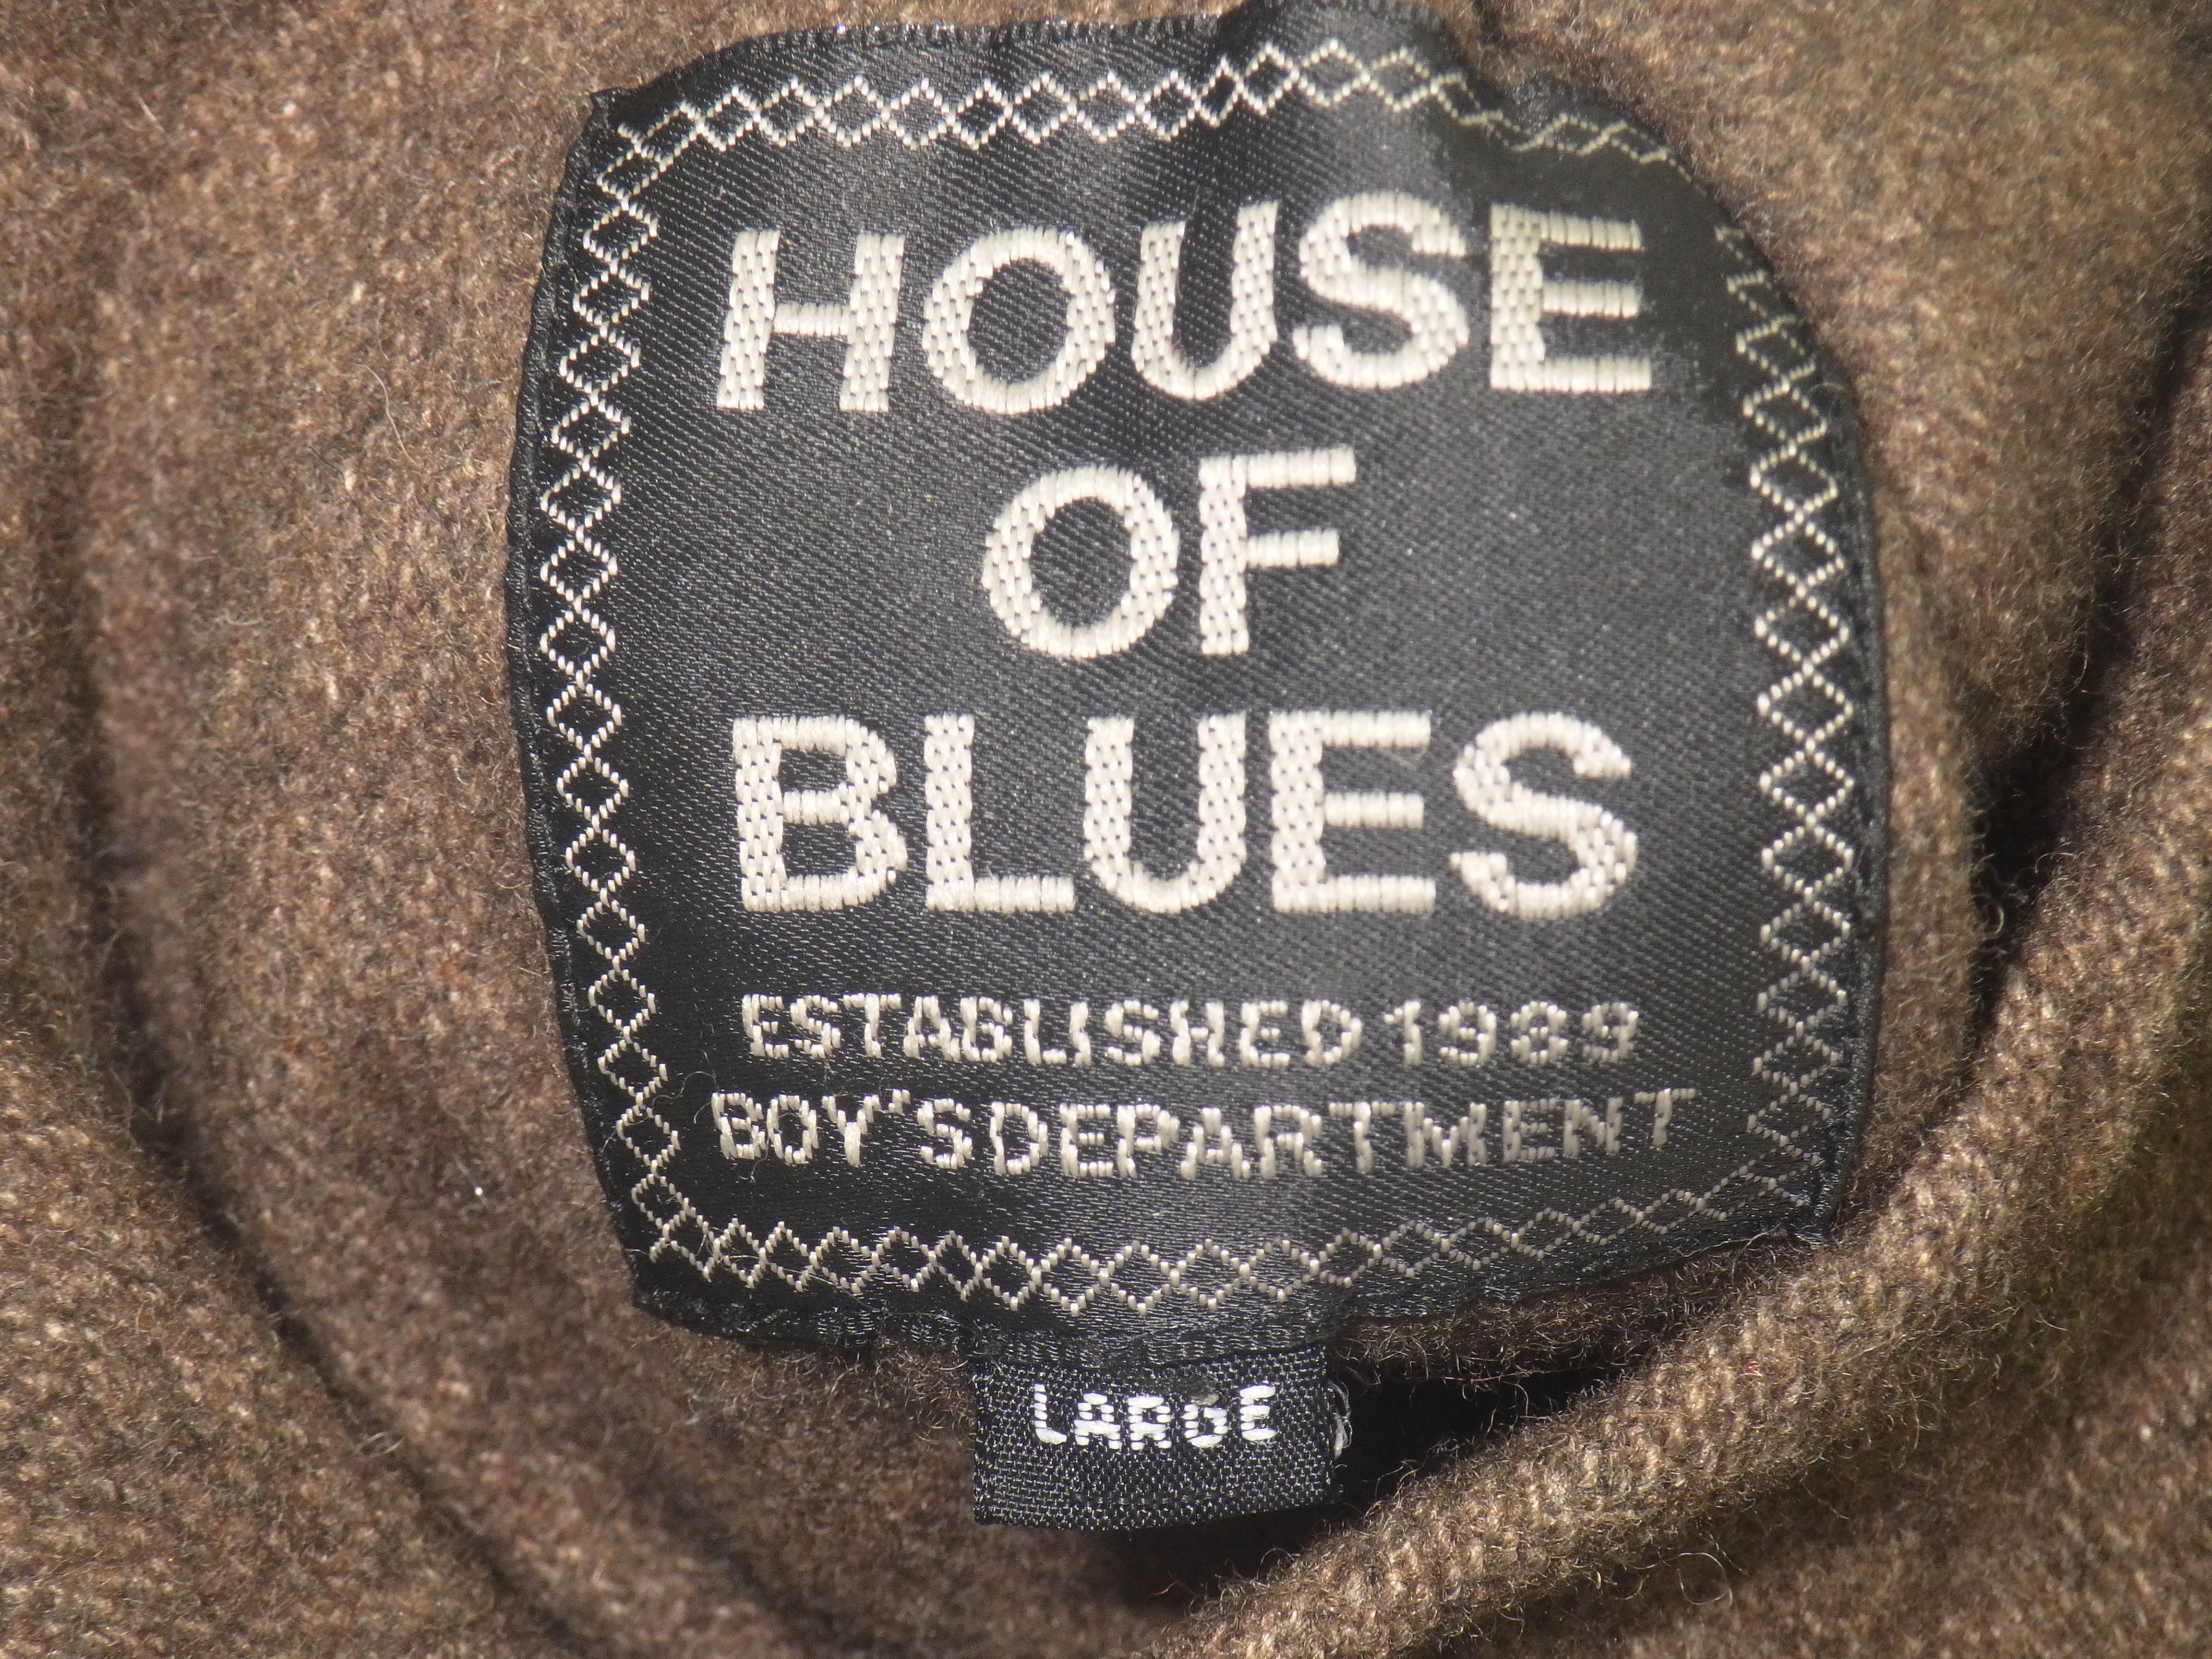 HOUSE
OF
BLUES
ESTABLISHED 1989
BOY'S DEPARTMENT
LARGE